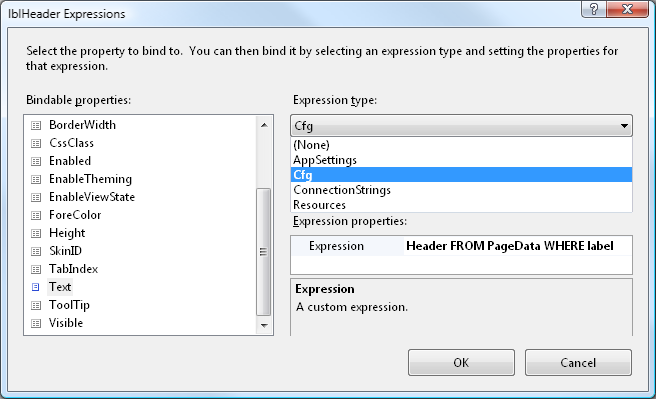 lblHeader Expressions
Select the property to bind to. You can then bind it by selecting an expression type and setting the properties for
that expression.
Bindable properties:
BorderWidth
CssClass
Enabled
EnableTheming
EnableViewState
ForeColor
Height
SkinID
TabIndex
Text
ToolTip
Visible
Expression type:
Cfg
(None)
AppSettings
Cfg
ConnectionStrings
Resources
Expression properties:
Expression Header FROM PageData WHERE label
Expression
A custom expression.
OK Cancel